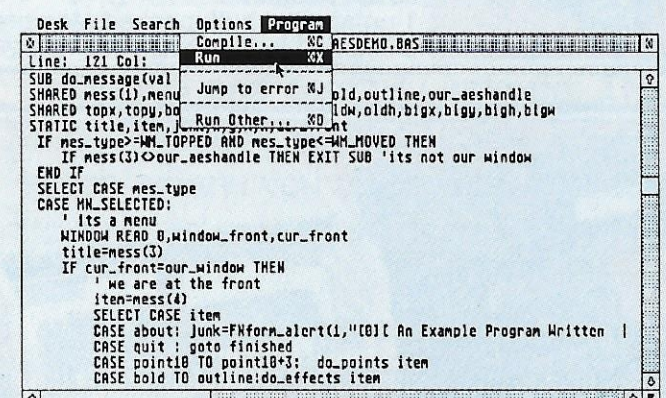 Desk File Search Options Program
AESDEMO.BAS
Line: 121 Col:
Compile... ⌘C
Run ⌘X
Jump to error ⌘J
Run Other... ⌘O
SUB do_message(val
SHARED mess(1),menu old,outline,our_aeshandle
SHARED topx,topy,bo ldw,oldh,bigx,bigy,bigh,bigw
STATIC title,item,j nt
IF mes_type>=WM_TOPPED AND mes_type<=WM_MOVED THEN
IF mess(3)<>our_aeshandle THEN EXIT SUB 'its not our window
END IF
SELECT CASE mes_type
CASE MN_SELECTED:
' its a menu
WINDOW READ 0,window_front,cur_front
title=mess(3)
IF cur_front=our_window THEN
' we are at the front
item=mess(4)
SELECT CASE item
CASE about: junk=FNform_alert(1,"[0][ An Example Program Written |
CASE quit : goto finished
CASE point10 TO point10+3: do_points item
CASE bold TO outline:do_effects item